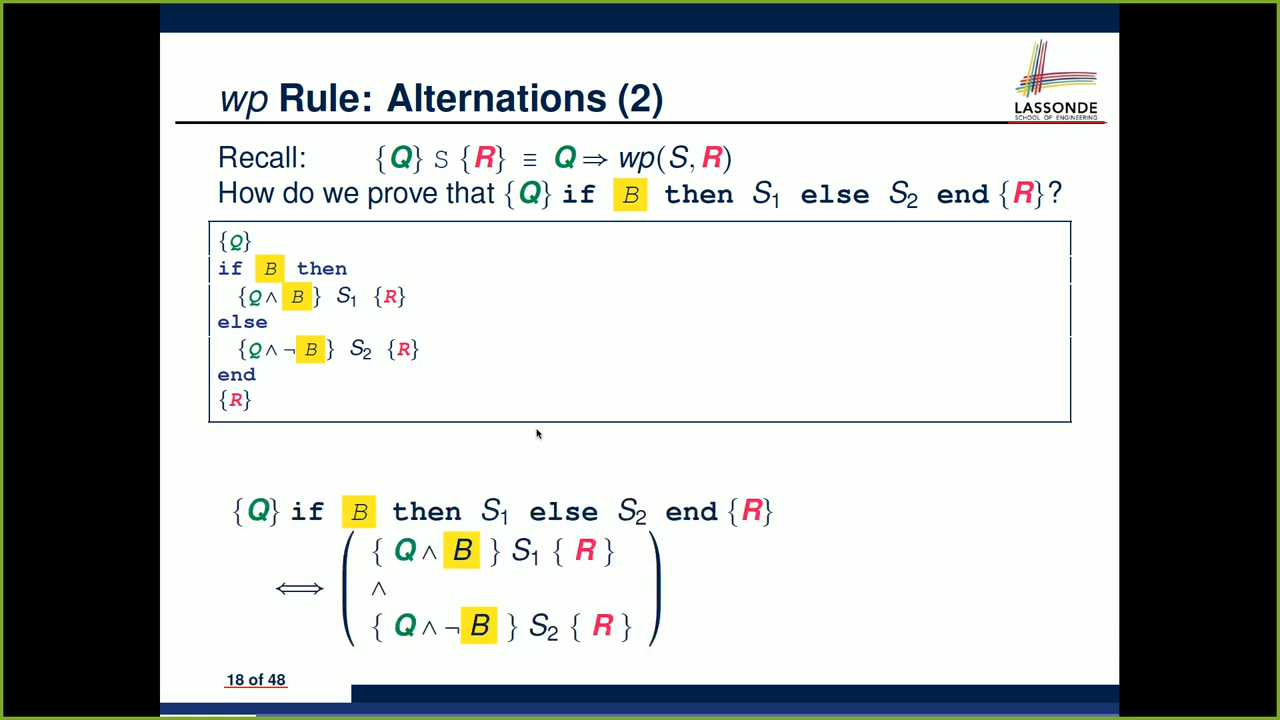 wp Rule: Alternations (2)
LASSONDE
SCHOOL OF ENGINEERING
Recall: {Q} S {R} ≡ Q ⇒ wp(S, R)
How do we prove that {Q} if B then S₁ else S₂ end {R}?
{Q}
if B then
{Q ∧ B} S₁ {R}
else
{Q ∧ ¬ B} S₂ {R}
end
{R}
{Q} if B then S₁ else S₂ end {R}
{ Q ∧ B } S₁ { R }
⟺ ( ∧ )
{ Q ∧ ¬ B } S₂ { R }
18 of 48